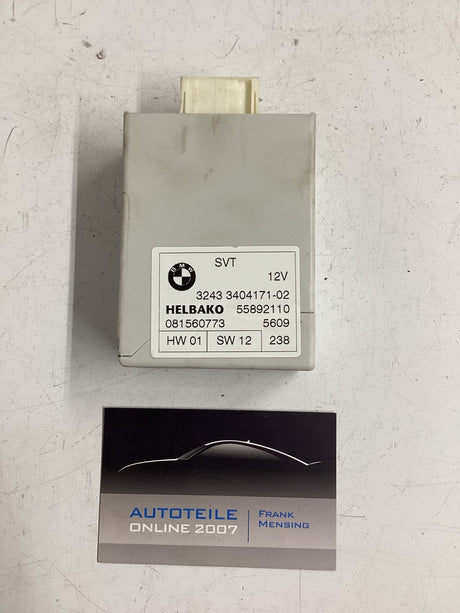 BMW
SVT
12V
3243 3404171-02
HELBAKO 55892110
081560773 5609
HW 01 SW 12 238
AUTOTEILE
ONLINE 2007
FRANK
MENSING